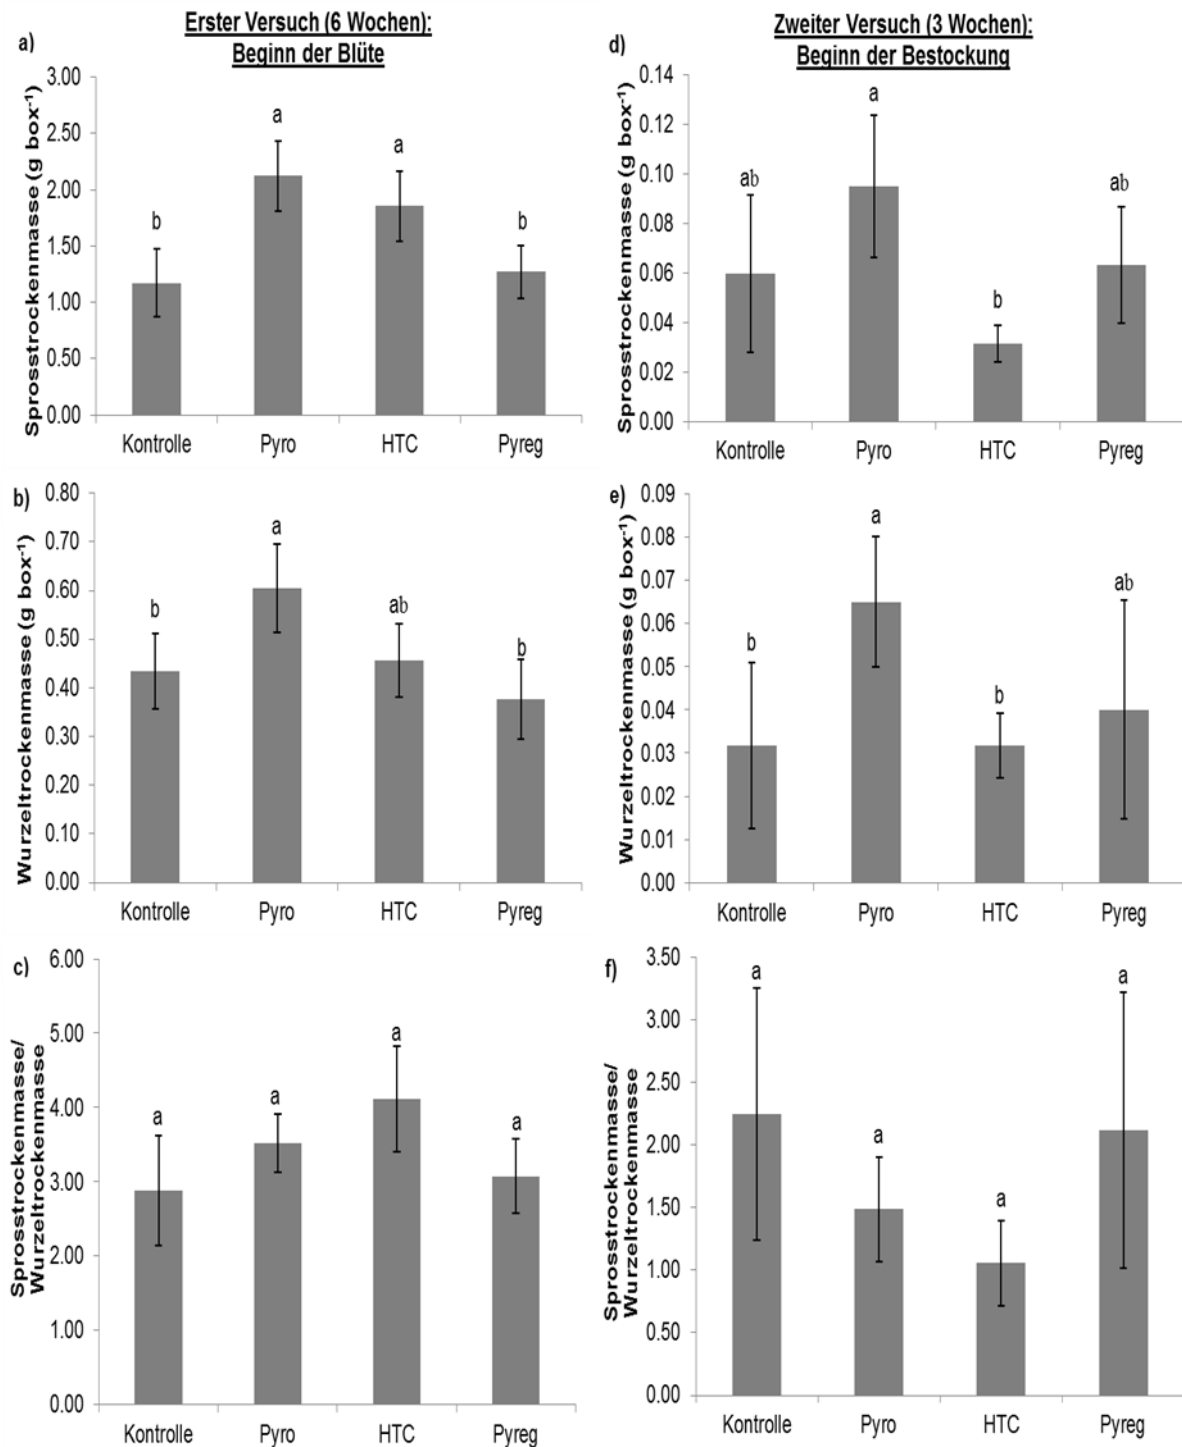 Erster Versuch (6 Wochen):
Beginn der Blüte
a)
Sprosstrockenmasse (g box⁻¹)
3.00
2.50
2.00
1.50
1.00
0.50
0.00
b
a
a
b
Kontrolle Pyro HTC Pyreg
b)
Wurzeltrockenmasse (g box⁻¹)
0.80
0.70
0.60
0.50
0.40
0.30
0.20
0.10
0.00
b
a
ab
b
Kontrolle Pyro HTC Pyreg
c)
Sprosstrockenmasse/
Wurzeltrockenmasse
6.00
5.00
4.00
3.00
2.00
1.00
0.00
a
a
a
a
Kontrolle Pyro HTC Pyreg
Zweiter Versuch (3 Wochen):
Beginn der Bestockung
d)
Sprosstrockenmasse (g box⁻¹)
0.14
0.12
0.10
0.08
0.06
0.04
0.02
0.00
ab
a
b
ab
Kontrolle Pyro HTC Pyreg
e)
Wurzeltrockenmasse (g box⁻¹)
0.09
0.08
0.07
0.06
0.05
0.04
0.03
0.02
0.01
0.00
b
a
b
ab
Kontrolle Pyro HTC Pyreg
f)
Sprosstrockenmasse/
Wurzeltrockenmasse
3.50
3.00
2.50
2.00
1.50
1.00
0.50
0.00
a
a
a
a
Kontrolle Pyro HTC Pyreg